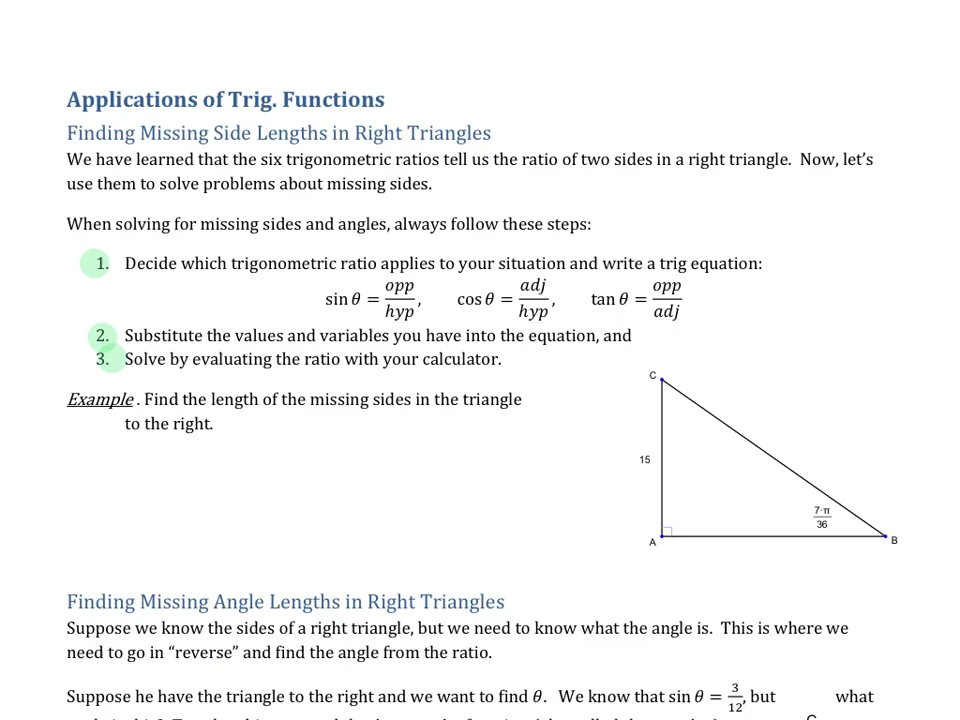 Applications of Trig. Functions
Finding Missing Side Lengths in Right Triangles
We have learned that the six trigonometric ratios tell us the ratio of two sides in a right triangle. Now, let's
use them to solve problems about missing sides.
When solving for missing sides and angles, always follow these steps:
1. Decide which trigonometric ratio applies to your situation and write a trig equation:
sin θ = opp/hyp, cos θ = adj/hyp, tan θ = opp/adj
2. Substitute the values and variables you have into the equation, and
3. Solve by evaluating the ratio with your calculator.
Example. Find the length of the missing sides in the triangle
to the right.
C
15
7·π/36
A
B
Finding Missing Angle Lengths in Right Triangles
Suppose we know the sides of a right triangle, but we need to know what the angle is. This is where we
need to go in “reverse” and find the angle from the ratio.
Suppose he have the triangle to the right and we want to find θ. We know that sin θ = 3/12, but what